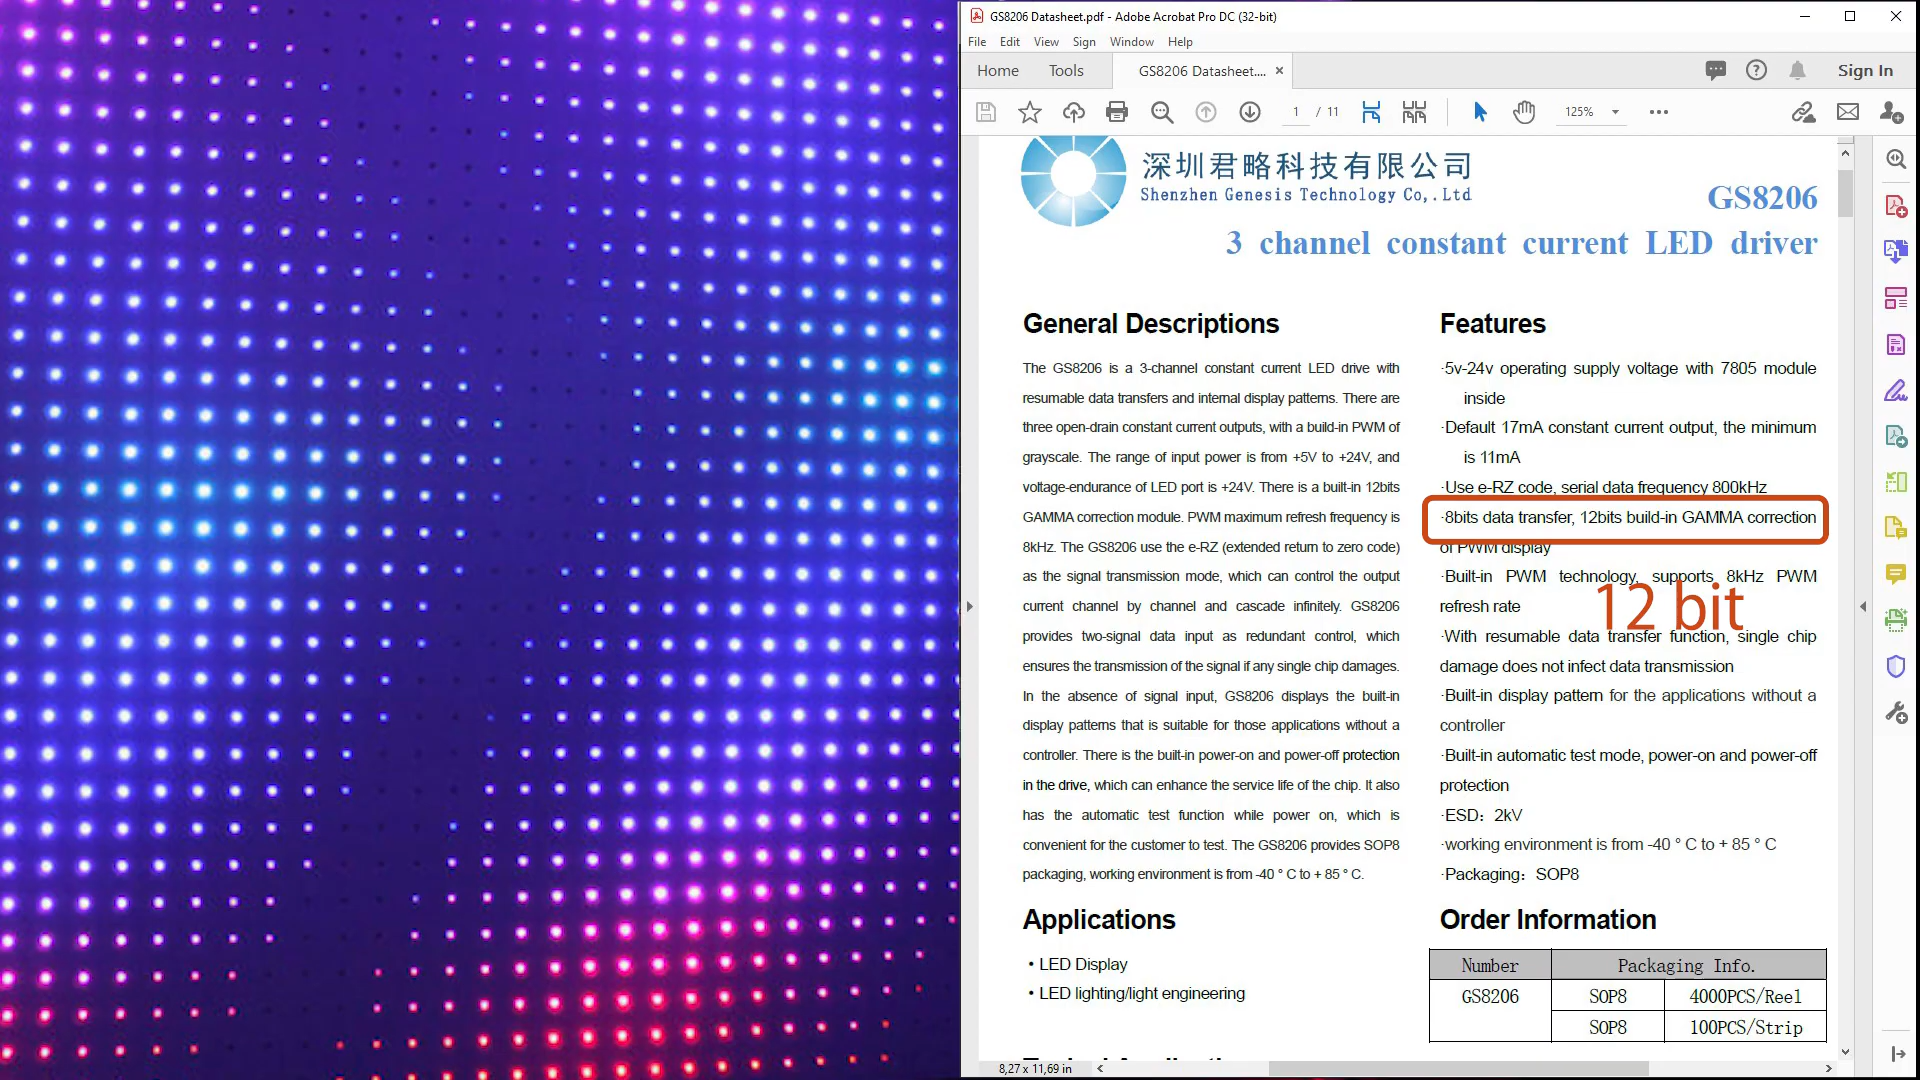 GS8206 Datasheet.pdf - Adobe Acrobat Pro DC (32-bit)
File Edit View Sign Window Help
Home Tools GS8206 Datasheet.... × Sign In
1 / 11 125%
深圳君略科技有限公司
Shenzhen Genesis Technology Co,.Ltd
GS8206
3 channel constant current LED driver
General Descriptions
The GS8206 is a 3-channel constant current LED drive with
resumable data transfers and internal display patterns. There are
three open-drain constant current outputs, with a build-in PWM of
grayscale. The range of input power is from +5V to +24V, and
voltage-endurance of LED port is +24V. There is a built-in 12bits
GAMMA correction module. PWM maximum refresh frequency is
8kHz. The GS8206 use the e-RZ (extended return to zero code)
as the signal transmission mode, which can control the output
current channel by channel and cascade infinitely. GS8206
provides two-signal data input as redundant control, which
ensures the transmission of the signal if any single chip damages.
In the absence of signal input, GS8206 displays the built-in
display patterns that is suitable for those applications without a
controller. There is the built-in power-on and power-off protection
in the drive, which can enhance the service life of the chip. It also
has the automatic test function while power on, which is
convenient for the customer to test. The GS8206 provides SOP8
packaging, working environment is from -40 ° C to + 85 ° C.
Applications
• LED Display
• LED lighting/light engineering
Features
·5v-24v operating supply voltage with 7805 module
inside
·Default 17mA constant current output, the minimum
is 11mA
·Use e-RZ code, serial data frequency 800kHz
·8bits data transfer, 12bits build-in GAMMA correction
of PWM display
·Built-in PWM technology, supports 8kHz PWM
refresh rate
12 bit
·With resumable data transfer function, single chip
damage does not infect data transmission
·Built-in display pattern for the applications without a
controller
·Built-in automatic test mode, power-on and power-off
protection
·ESD：2kV
·working environment is from -40 ° C to + 85 ° C
·Packaging：SOP8
Order Information
Number Packaging Info.
GS8206 SOP8 4000PCS/Reel
SOP8 100PCS/Strip
8,27 x 11,69 in